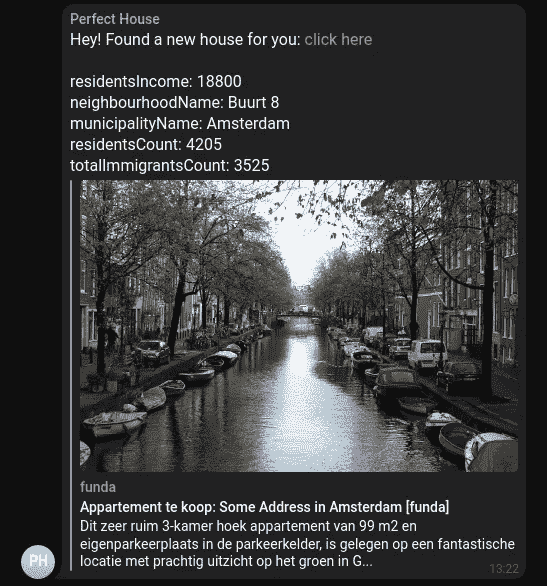 Perfect House
Hey! Found a new house for you: click here
residentsIncome: 18800
neighbourhoodName: Buurt 8
municipalityName: Amsterdam
residentsCount: 4205
totalImmigrantsCount: 3525
funda
Appartement te koop: Some Address in Amsterdam [funda]
Dit zeer ruim 3-kamer hoek appartement van 99 m2 en
eigenparkeerplaats in de parkeerkelder, is gelegen op een fantastische
locatie met prachtig uitzicht op het groen in G...
PH
13:22